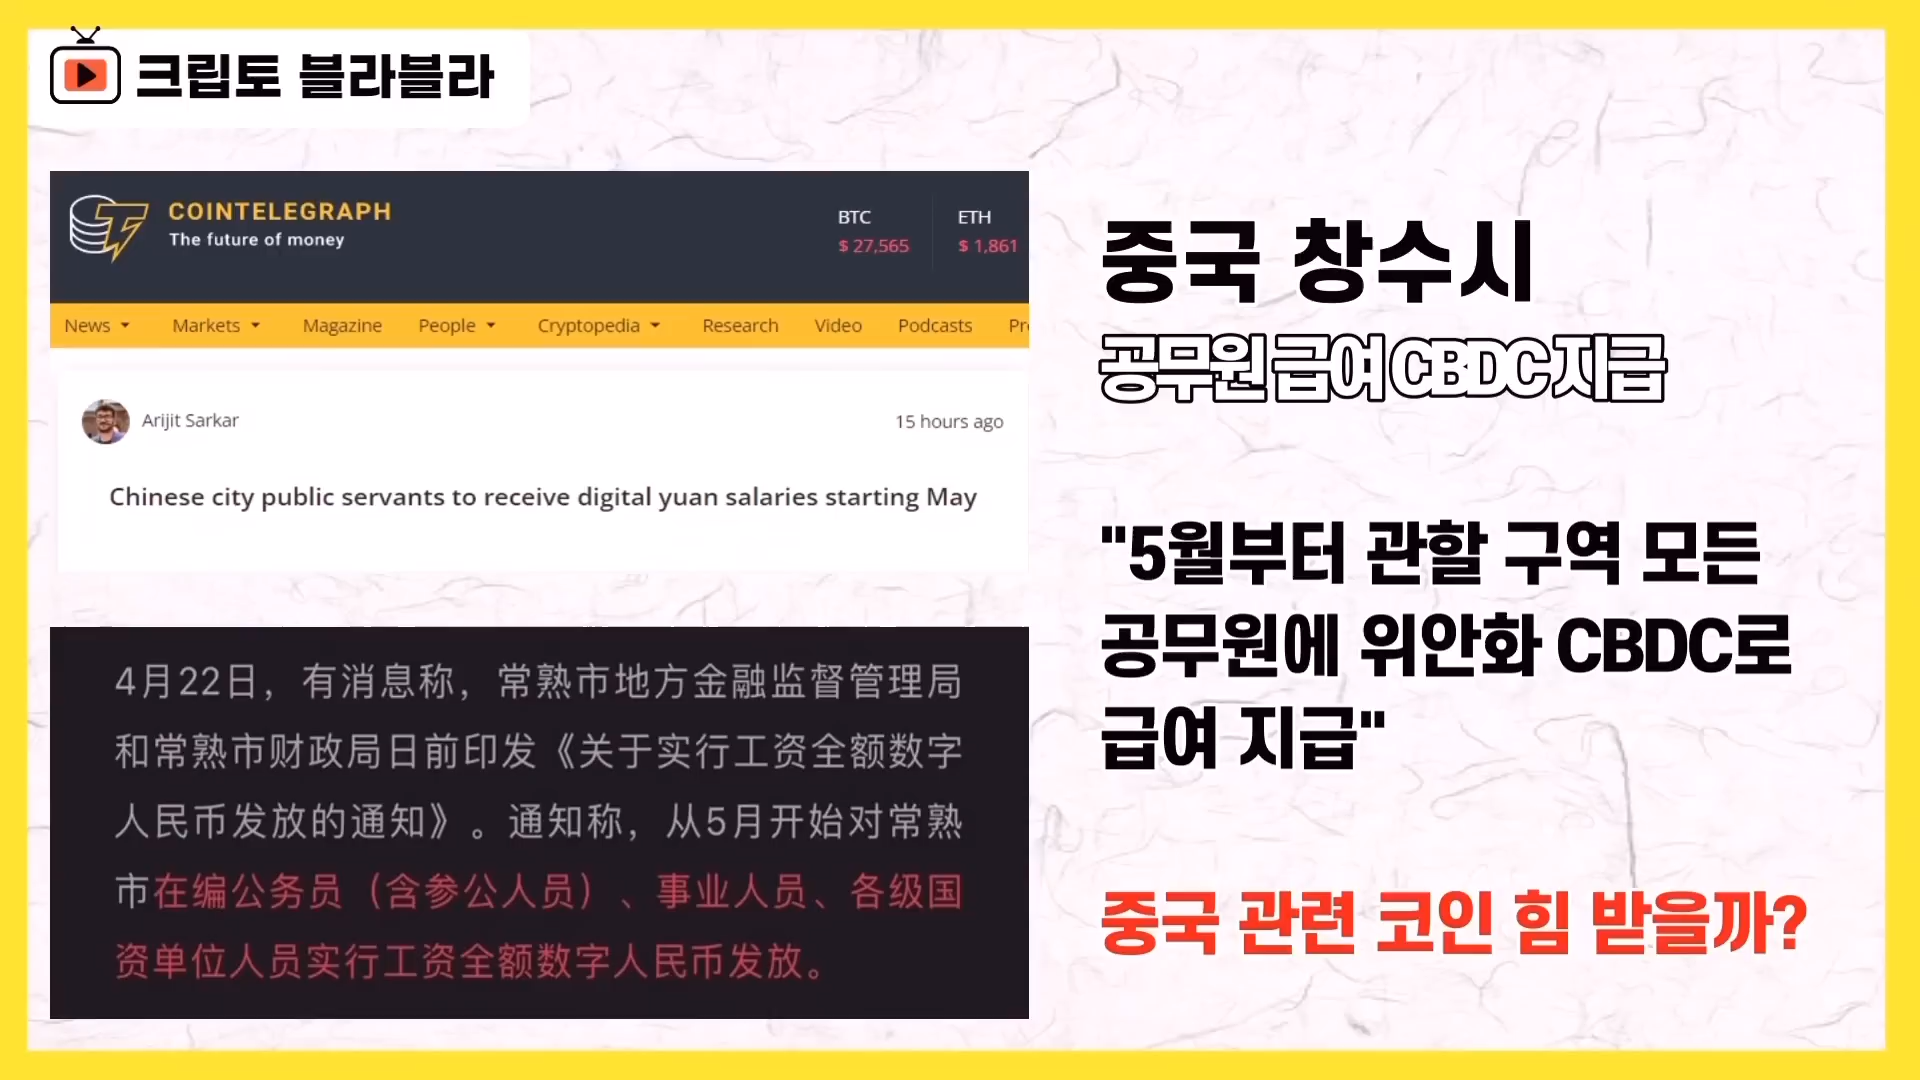 크립토 블라블라
COINTELEGRAPH
The future of money
BTC
$ 27,565
ETH
$ 1,861
News
Markets
Magazine
People
Cryptopedia
Research
Video
Podcasts
Pr
Arijit Sarkar
15 hours ago
Chinese city public servants to receive digital yuan salaries starting May
4月22日，有消息称，常熟市地方金融监督管理局
和常熟市财政局日前印发《关于实行工资全额数字
人民币发放的通知》。通知称，从5月开始对常熟
市在编公务员（含参公人员）、事业人员、各级国
资单位人员实行工资全额数字人民币发放。
중국 창수시
공무원 급여 CBDC 지급
"5월부터 관할 구역 모든
공무원에 위안화 CBDC로
급여 지급"
중국 관련 코인 힘 받을까?